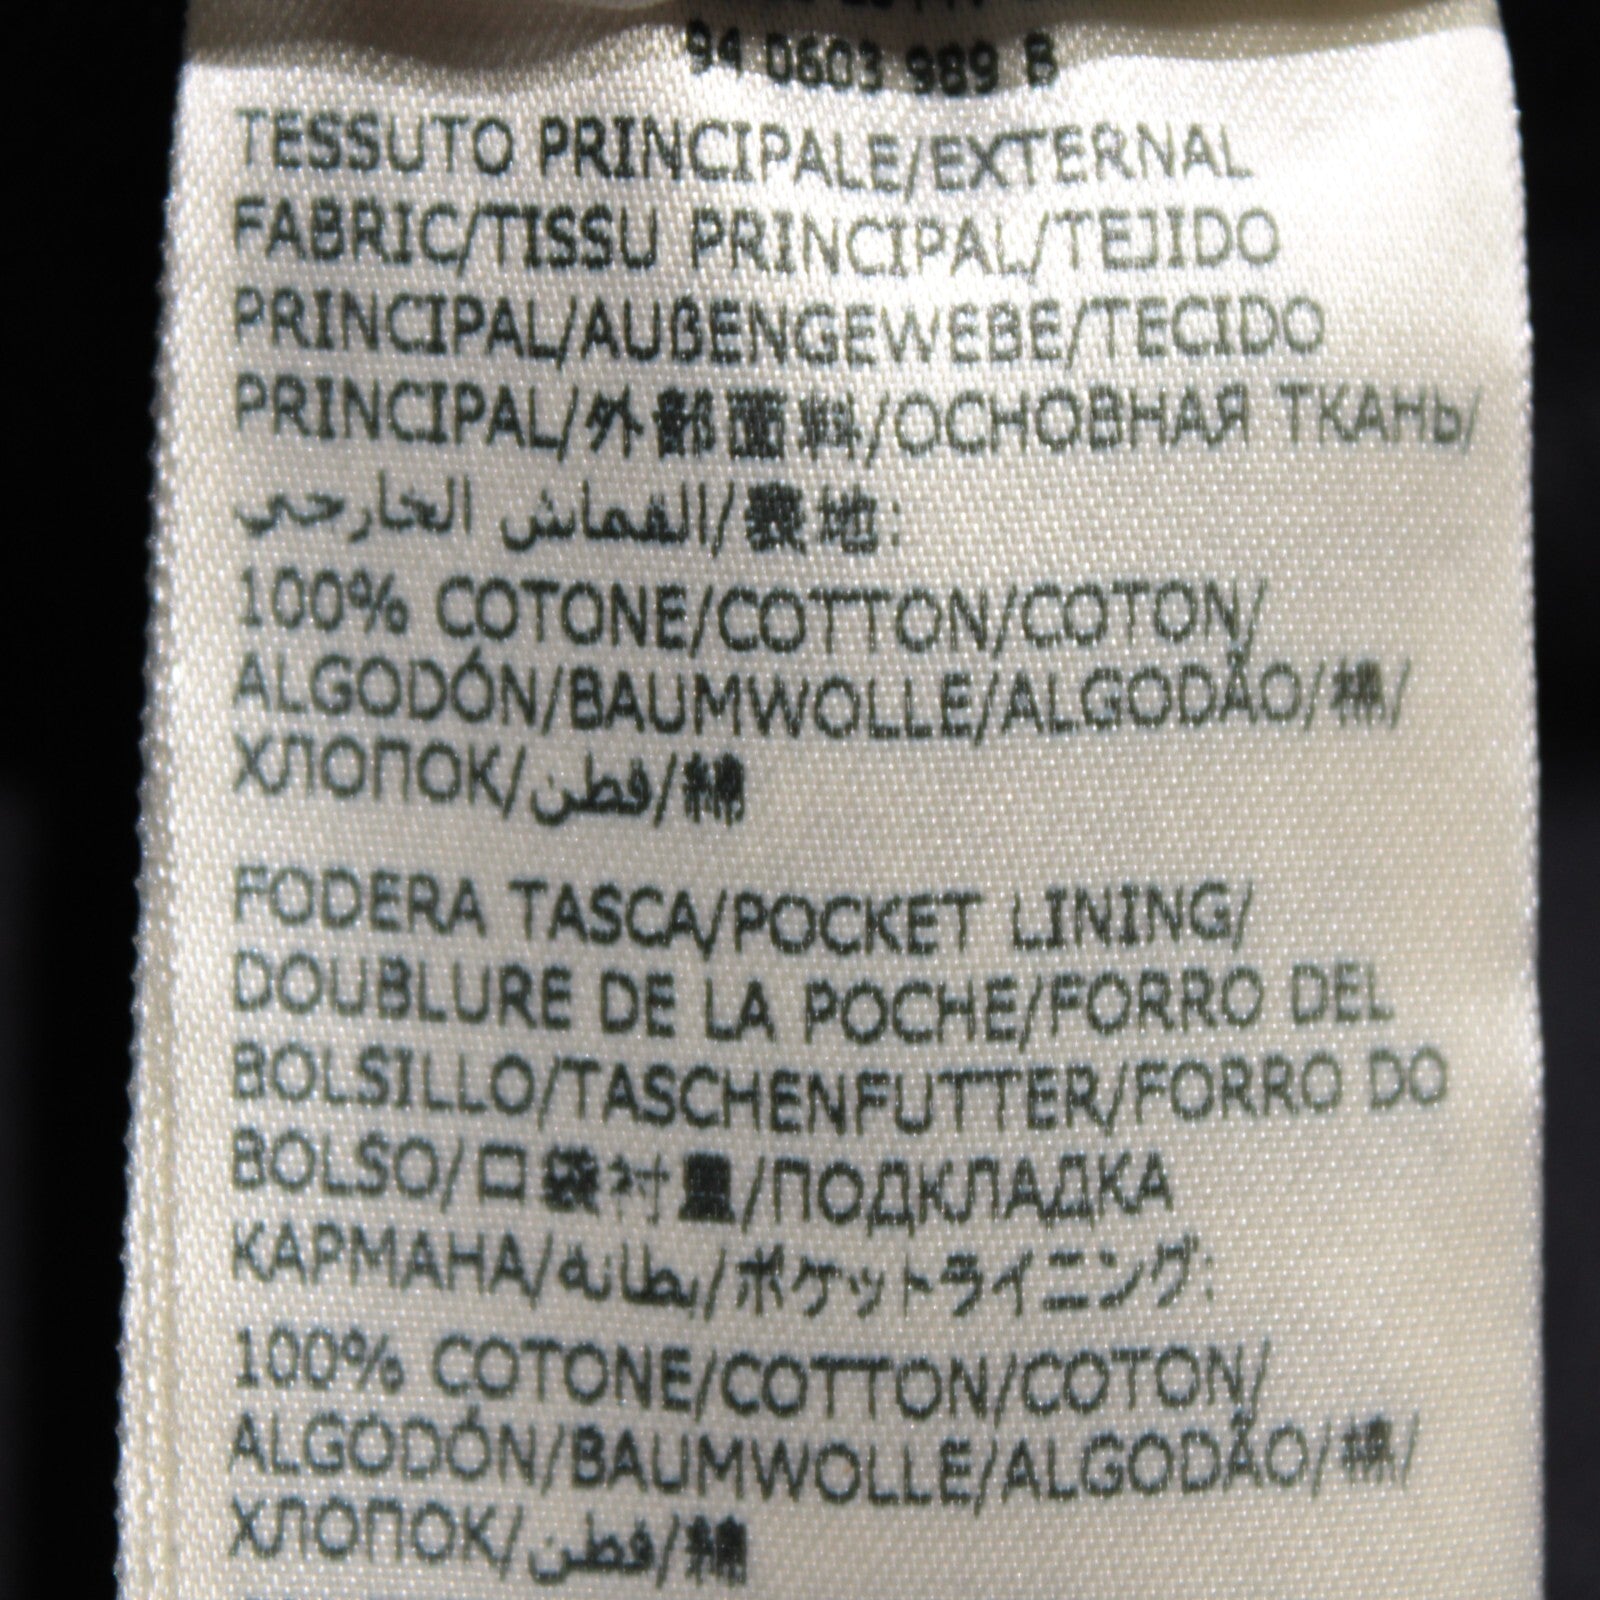 94 0603 989 8
TESSUTO PRINCIPALE/EXTERNAL
FABRIC/TISSU PRINCIPAL/TEJIDO
PRINCIPAL/AUßENGEWEBE/TECIDO
PRINCIPAL/外部面料/ОСНОВНАЯ ТКАНЬ/
القماش الخارجي/表地:
100% COTONE/COTTON/COTON/
ALGODÓN/BAUMWOLLE/ALGODÃO/棉/
ХЛОПОК/قطن/綿
FODERA TASCA/POCKET LINING/
DOUBLURE DE LA POCHE/FORRO DEL
BOLSILLO/TASCHENFUTTER/FORRO DO
BOLSO/口袋衬里/ПОДКЛАДКА
КАРМАНА/بطانة/ポケットライニング:
100% COTONE/COTTON/COTON/
ALGODÓN/BAUMWOLLE/ALGODÃO/棉/
ХЛОПОК/قطن/綿